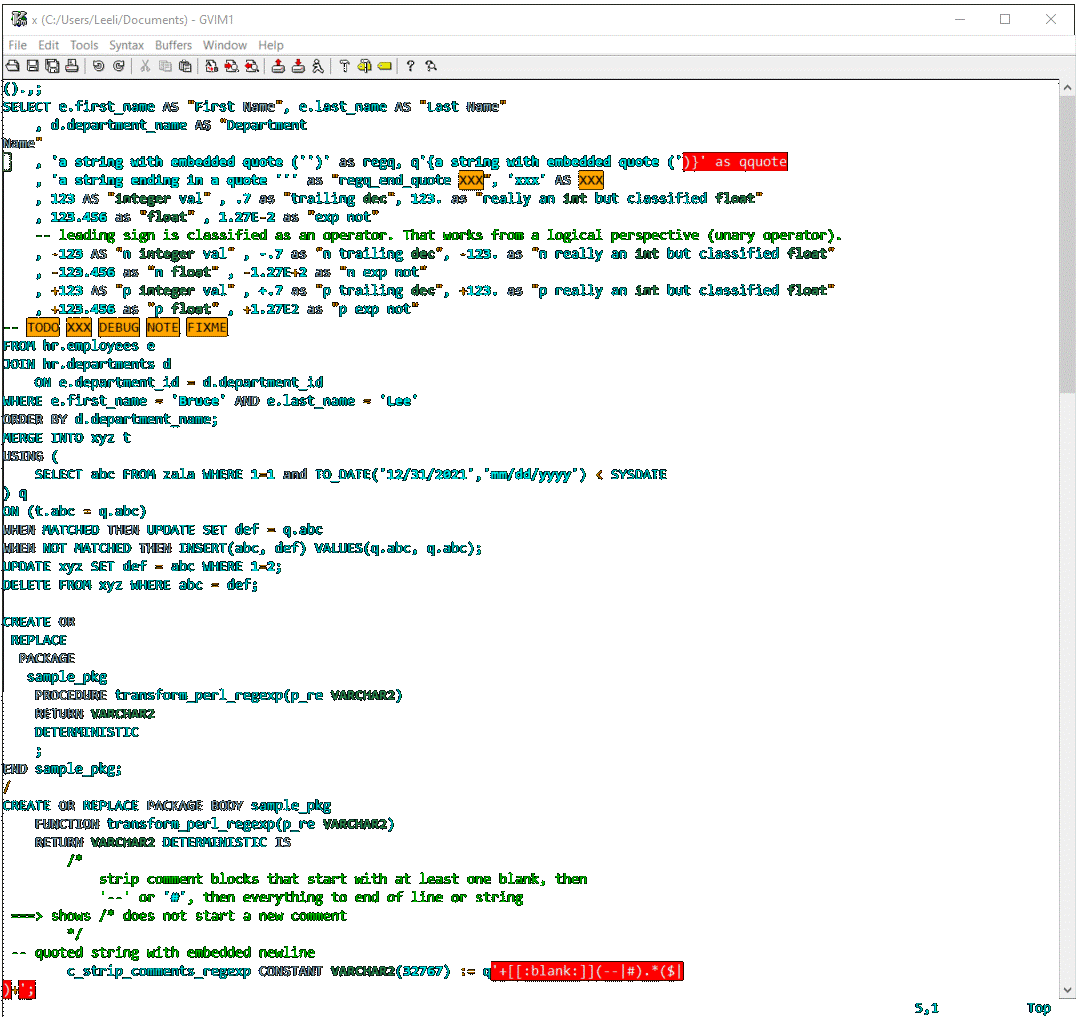 x (C:/Users/Leeli/Documents) - GVIM1
File Edit Tools Syntax Buffers Window Help
().,;
SELECT e.first_name AS "First Name", e.last_name AS "Last Name"
    , d.department_name AS "Department
Name"
    , 'a string with embedded quote ('')' as regq, q'{a string with embedded quote (')}' as qquote
    , 'a string ending in a quote ''' as "regq_end_quote XXX", 'xxx' AS XXX
    , 123 AS "integer val" , .7 as "trailing dec", 123. as "really an int but classified float"
    , 123.456 as "float" , 1.27E-2 as "exp not"
    -- leading sign is classified as an operator. That works from a logical perspective (unary operator).
    , -123 AS "n integer val" , -.7 as "n trailing dec", -123. as "n really an int but classified float"
    , -123.456 as "n float" , -1.27E+2 as "n exp not"
    , +123 AS "p integer val" , +.7 as "p trailing dec", +123. as "p really an int but classified float"
    , +123.456 as "p float" , +1.27E2 as "p exp not"
-- TODO XXX DEBUG NOTE FIXME
FROM hr.employees e
JOIN hr.departments d
    ON e.department_id = d.department_id
WHERE e.first_name = 'Bruce' AND e.last_name = 'Lee'
ORDER BY d.department_name;
MERGE INTO xyz t
USING (
    SELECT abc FROM zala WHERE 1=1 and TO_DATE('12/31/2021','mm/dd/yyyy') < SYSDATE
) q
ON (t.abc = q.abc)
WHEN MATCHED THEN UPDATE SET def = q.abc
WHEN NOT MATCHED THEN INSERT(abc, def) VALUES(q.abc, q.abc);
UPDATE xyz SET def = abc WHERE 1=2;
DELETE FROM xyz WHERE abc = def;
CREATE OR
 REPLACE
  PACKAGE
   sample_pkg
    PROCEDURE transform_perl_regexp(p_re VARCHAR2)
    RETURN VARCHAR2
    DETERMINISTIC
    ;
END sample_pkg;
/
CREATE OR REPLACE PACKAGE BODY sample_pkg
    FUNCTION transform_perl_regexp(p_re VARCHAR2)
    RETURN VARCHAR2 DETERMINISTIC IS
        /*
            strip comment blocks that start with at least one blank, then
            '--' or '#', then everything to end of line or string
 ===> shows /* does not start a new comment
        */
 -- quoted string with embedded newline
        c_strip_comments_regexp CONSTANT VARCHAR2(32767) := q'+[[:blank:]](--|#).*($|
)+';
5,1 Top